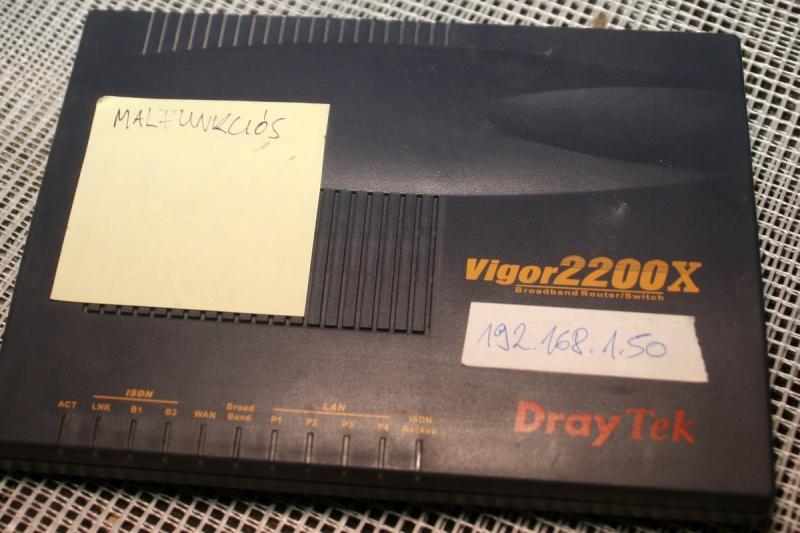 MALFUNKCIÓS
Vigor2200X
Broadband Router/Switch
192.168.1.50
DrayTek
ISDN
LAN
ACT LNK B1 B2 WAN Broad Band P1 P2 P3 P4 ISDN Backup